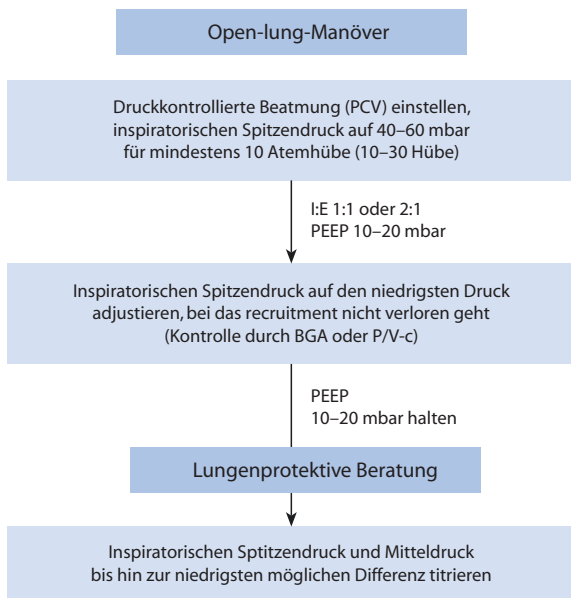 Open-lung-Manöver
Druckkontrollierte Beatmung (PCV) einstellen,
inspiratorischen Spitzendruck auf 40–60 mbar
für mindestens 10 Atemhübe (10–30 Hübe)
I:E 1:1 oder 2:1
PEEP 10–20 mbar
Inspiratorischen Spitzendruck auf den niedrigsten Druck
adjustieren, bei das recruitment nicht verloren geht
(Kontrolle durch BGA oder P/V-c)
PEEP
10–20 mbar halten
Lungenprotektive Beratung
Inspiratorischen Sptitzendruck und Mitteldruck
bis hin zur niedrigsten möglichen Differenz titrieren